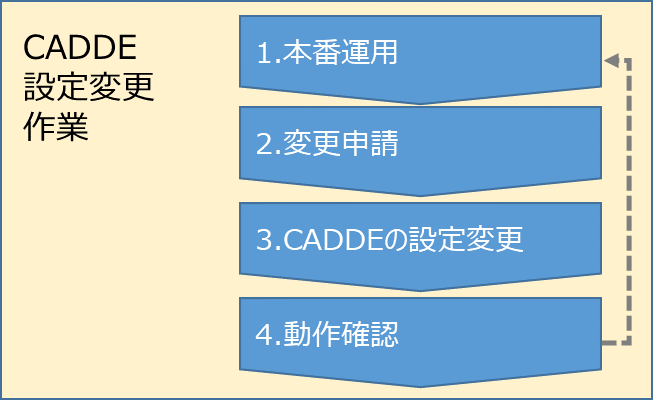 CADDE
設定変更
作業
1.本番運用
2.変更申請
3.CADDEの設定変更
4.動作確認